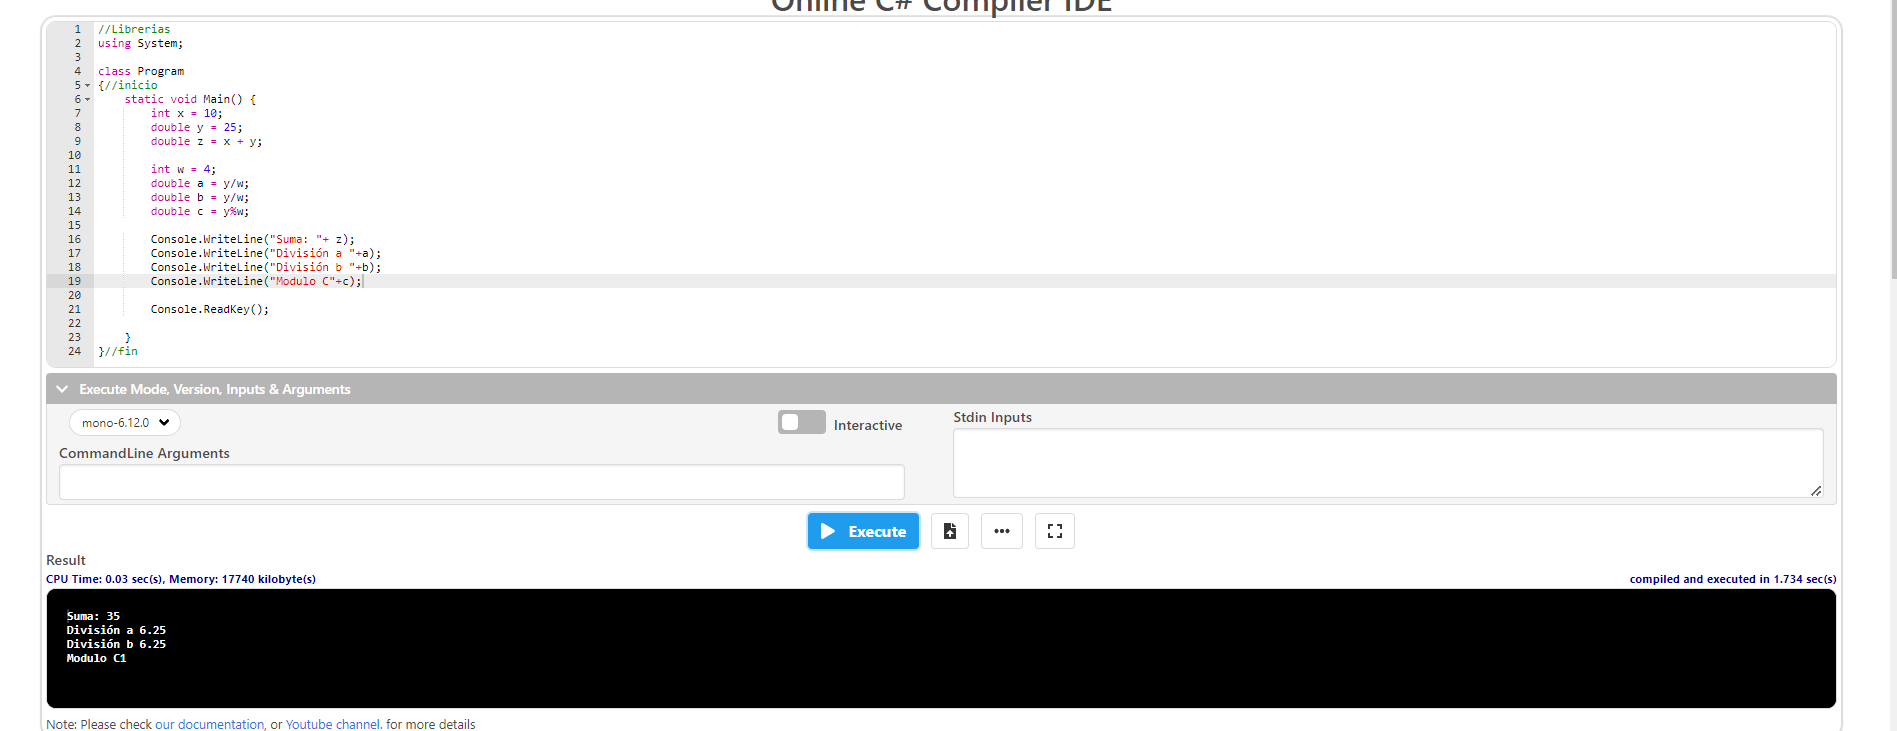 Online C# Compiler IDE
1 //Librerias
2 using System;
3
4 class Program
5 {//inicio
6 static void Main() {
7 int x = 10;
8 double y = 25;
9 double z = x + y;
10
11 int w = 4;
12 double a = y/w;
13 double b = y/w;
14 double c = y%w;
15
16 Console.WriteLine("Suma: "+ z);
17 Console.WriteLine("División a "+a);
18 Console.WriteLine("División b "+b);
19 Console.WriteLine("Modulo C"+c);
20
21 Console.ReadKey();
22
23 }
24 }//fin
Execute Mode, Version, Inputs & Arguments
mono-6.12.0
Interactive
Stdin Inputs
CommandLine Arguments
Execute
Result
CPU Time: 0.03 sec(s), Memory: 17740 kilobyte(s)
compiled and executed in 1.734 sec(s)
Suma: 35
División a 6.25
División b 6.25
Modulo C1
Note: Please check our documentation, or Youtube channel. for more details